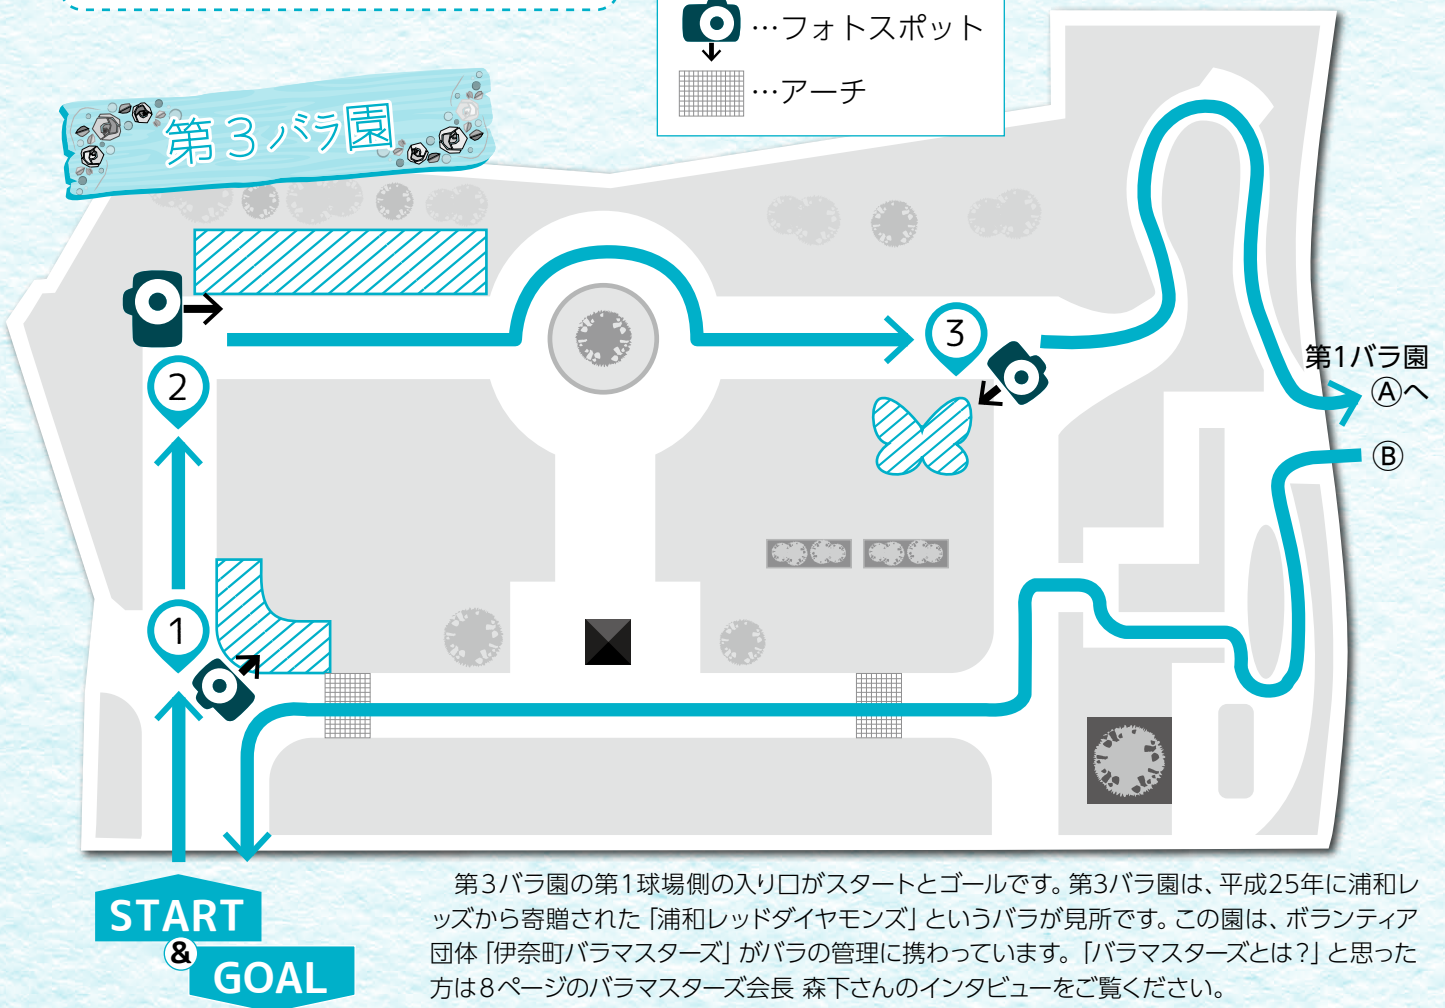 …フォトスポット
…アーチ
第3バラ園
3
第1バラ園
Ⓐへ
2
Ⓑ
1
START
&
GOAL
第3バラ園の第1球場側の入り口がスタートとゴールです。第3バラ園は、平成25年に浦和レ
ッズから寄贈された「浦和レッドダイヤモンズ」というバラが見所です。この園は、ボランティア
団体「伊奈町バラマスターズ」がバラの管理に携わっています。「バラマスターズとは?」と思った
方は8ページのバラマスターズ会長 森下さんのインタビューをご覧ください。